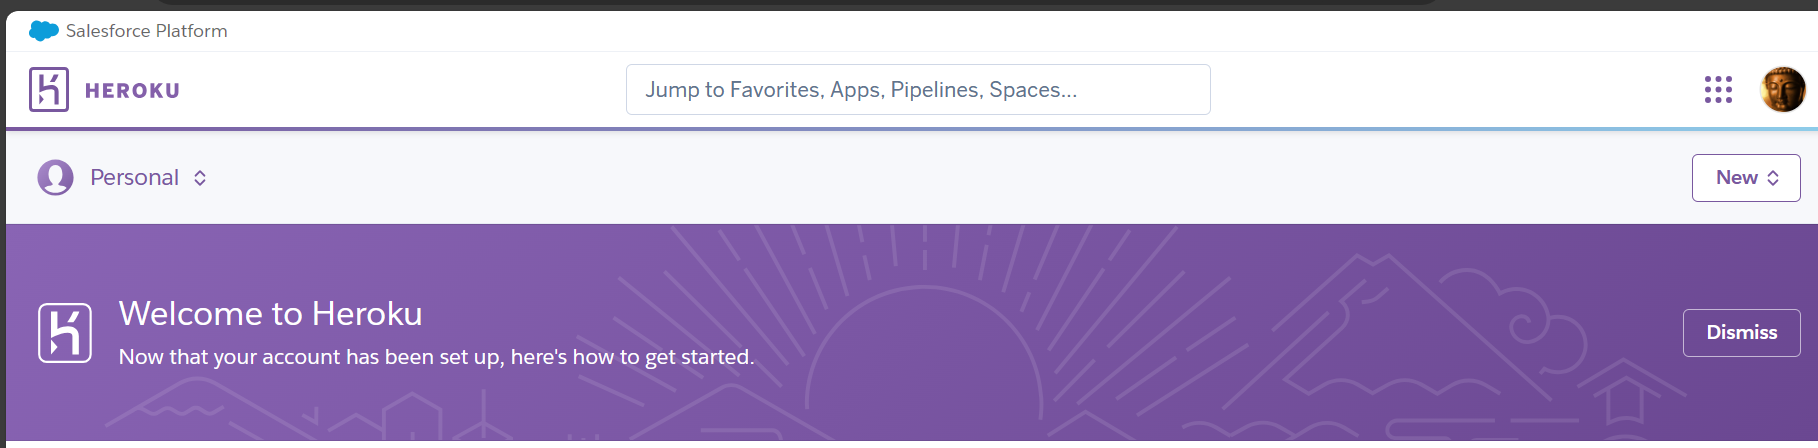 Salesforce Platform
HEROKU
Jump to Favorites, Apps, Pipelines, Spaces...
Personal
New
Welcome to Heroku
Now that your account has been set up, here's how to get started.
Dismiss